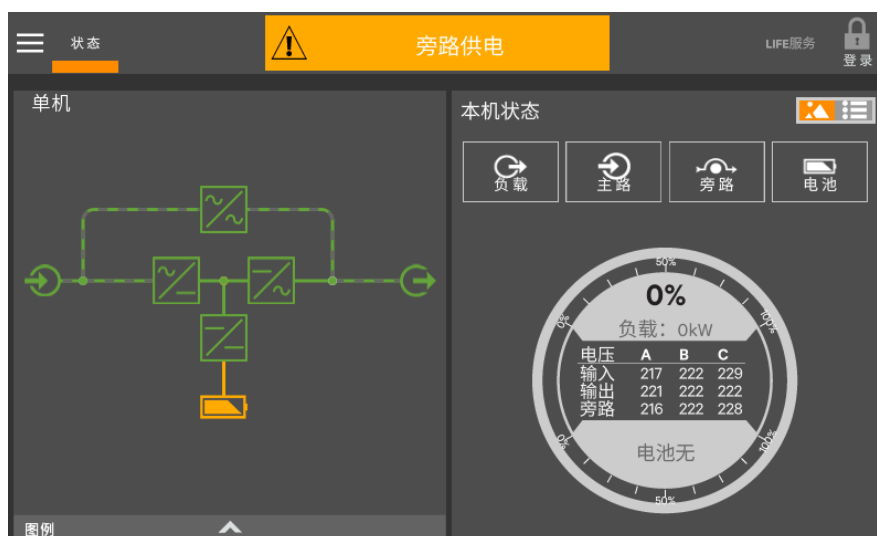 状态
旁路供电
LIFE服务
登录
单机
本机状态
负载
主路
旁路
电池
50%
0%
100%
0%
负载：0kW
电压 A B C
输入 217 222 229
输出 221 222 222
旁路 216 222 228
0%
100%
电池无
50%
图例